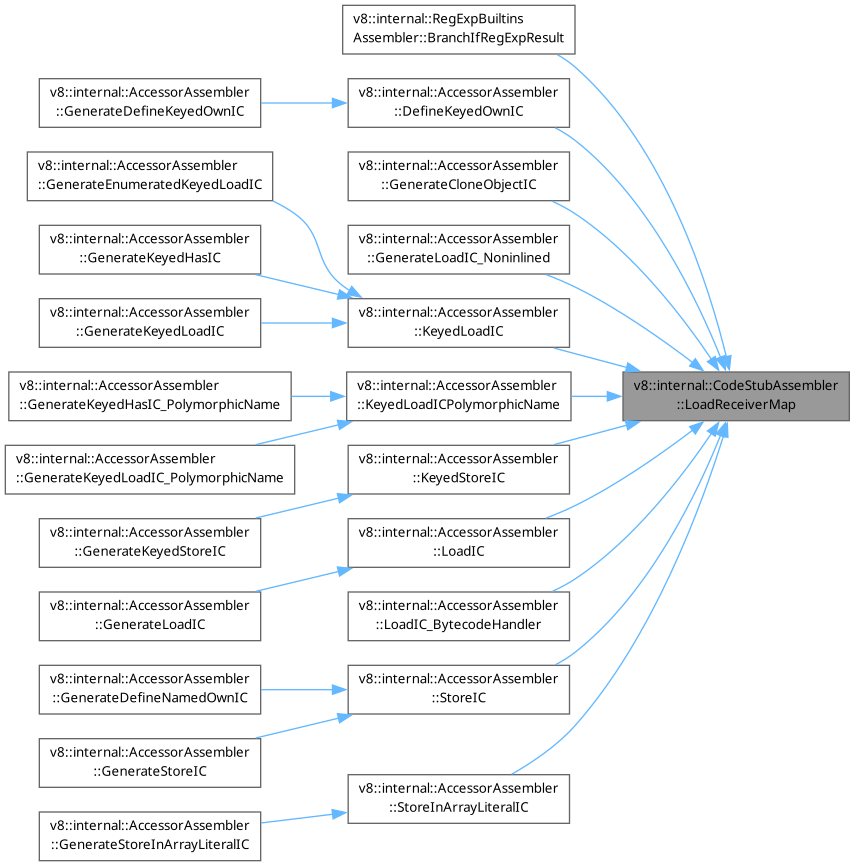 v8::internal::RegExpBuiltins
Assembler::BranchIfRegExpResult
v8::internal::AccessorAssembler
::GenerateDefineKeyedOwnIC
v8::internal::AccessorAssembler
::DefineKeyedOwnIC
v8::internal::AccessorAssembler
::GenerateEnumeratedKeyedLoadIC
v8::internal::AccessorAssembler
::GenerateCloneObjectIC
v8::internal::AccessorAssembler
::GenerateKeyedHasIC
v8::internal::AccessorAssembler
::GenerateLoadIC_Noninlined
v8::internal::AccessorAssembler
::GenerateKeyedLoadIC
v8::internal::AccessorAssembler
::KeyedLoadIC
v8::internal::AccessorAssembler
::GenerateKeyedHasIC_PolymorphicName
v8::internal::AccessorAssembler
::KeyedLoadICPolymorphicName
v8::internal::CodeStubAssembler
::LoadReceiverMap
v8::internal::AccessorAssembler
::GenerateKeyedLoadIC_PolymorphicName
v8::internal::AccessorAssembler
::KeyedStoreIC
v8::internal::AccessorAssembler
::GenerateKeyedStoreIC
v8::internal::AccessorAssembler
::LoadIC
v8::internal::AccessorAssembler
::GenerateLoadIC
v8::internal::AccessorAssembler
::LoadIC_BytecodeHandler
v8::internal::AccessorAssembler
::GenerateDefineNamedOwnIC
v8::internal::AccessorAssembler
::StoreIC
v8::internal::AccessorAssembler
::GenerateStoreIC
v8::internal::AccessorAssembler
::StoreInArrayLiteralIC
v8::internal::AccessorAssembler
::GenerateStoreInArrayLiteralIC